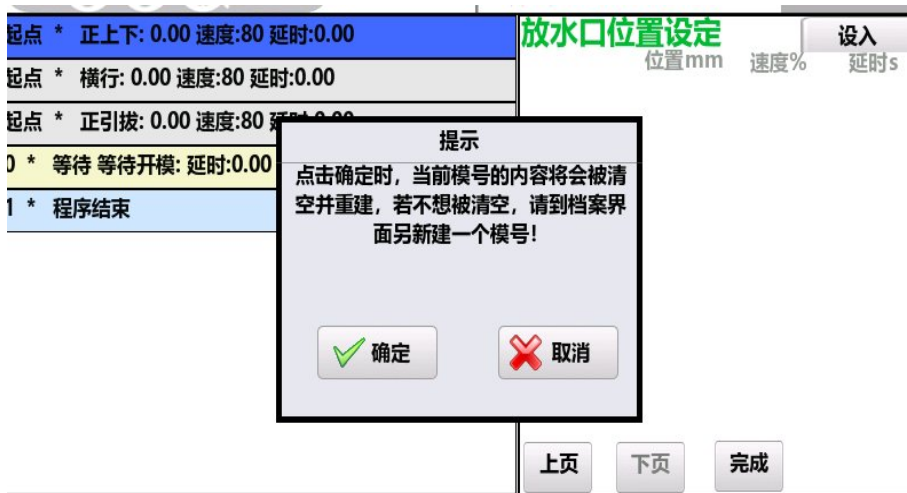 起点 * 正上下: 0.00 速度:80 延时:0.00
起点 * 横行: 0.00 速度:80 延时:0.00
起点 * 正引拔: 0.00 速度:80
0 * 等待 等待开模: 延时:0.00
1 * 程序结束
放水口位置设定
设入
位置mm 速度% 延时s
提示
点击确定时，当前模号的内容将会被清
空并重建，若不想被清空，请到档案界
面另新建一个模号！
确定
取消
上页
下页
完成